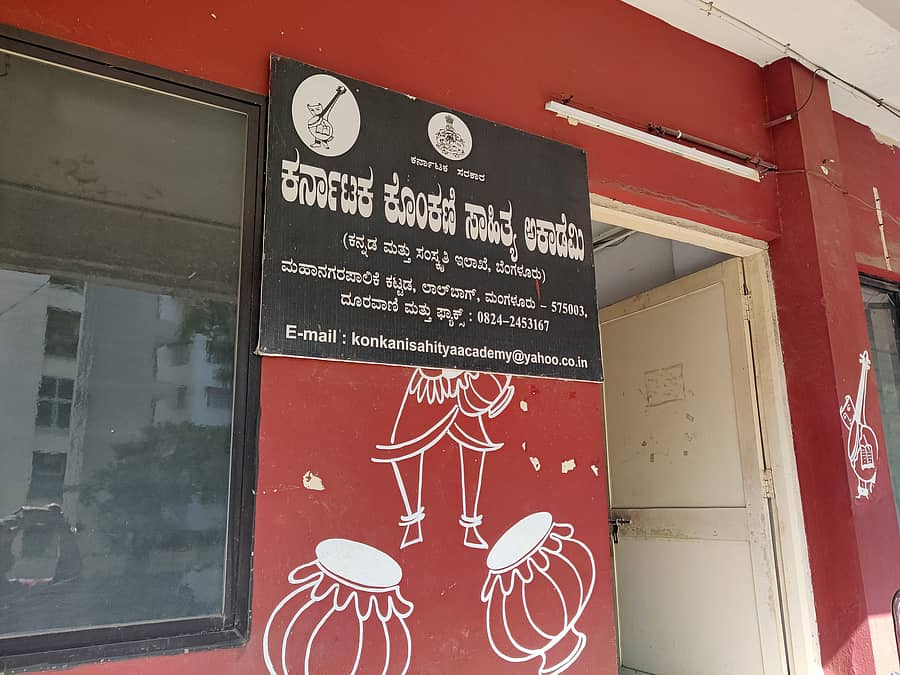 ಕರ್ನಾಟಕ ಸರಕಾರ
ಕರ್ನಾಟಕ ಕೊಂಕಣಿ ಸಾಹಿತ್ಯ ಅಕಾಡೆಮಿ
(ಕನ್ನಡ ಮತ್ತು ಸಂಸ್ಕೃತಿ ಇಲಾಖೆ, ಬೆಂಗಳೂರು)
ಮಹಾನಗರಪಾಲಿಕೆ ಕಟ್ಟಡ, ಲಾಲ್‌ಬಾಗ್, ಮಂಗಳೂರು – 575003,
ದೂರವಾಣಿ ಮತ್ತು ಫ್ಯಾಕ್ಸ್ : 0824-2453167
E-mail : konkanisahityaacademy@yahoo.co.in